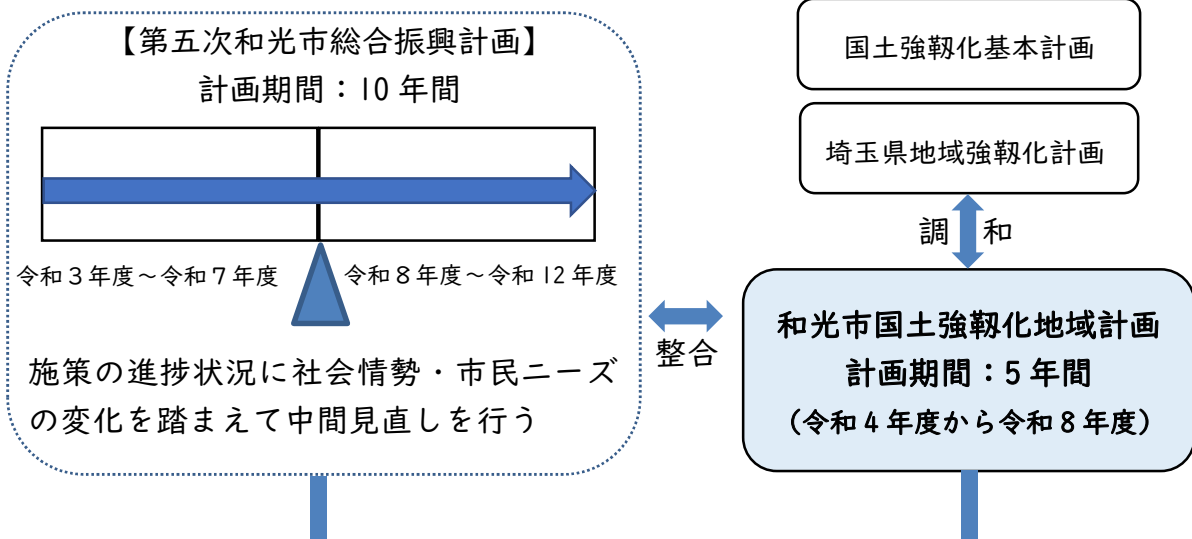 【第五次和光市総合振興計画】
計画期間：10年間
令和3年度～令和7年度
令和8年度～令和12年度
施策の進捗状況に社会情勢・市民ニーズ
の変化を踏まえて中間見直しを行う
国土強靱化基本計画
埼玉県地域強靱化計画
調和
整合
和光市国土強靱化地域計画
計画期間：5年間
（令和4年度から令和8年度）